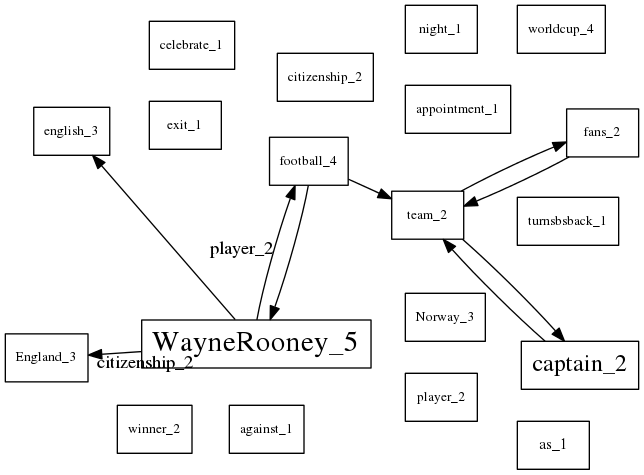 night_1
worldcup_4
celebrate_1
citizenship_2
appointment_1
english_3
exit_1
fans_2
football_4
team_2
turnsbsback_1
player_2
Norway_3
WayneRooney_5
England_3
citizenship_2
captain_2
player_2
winner_2
against_1
as_1